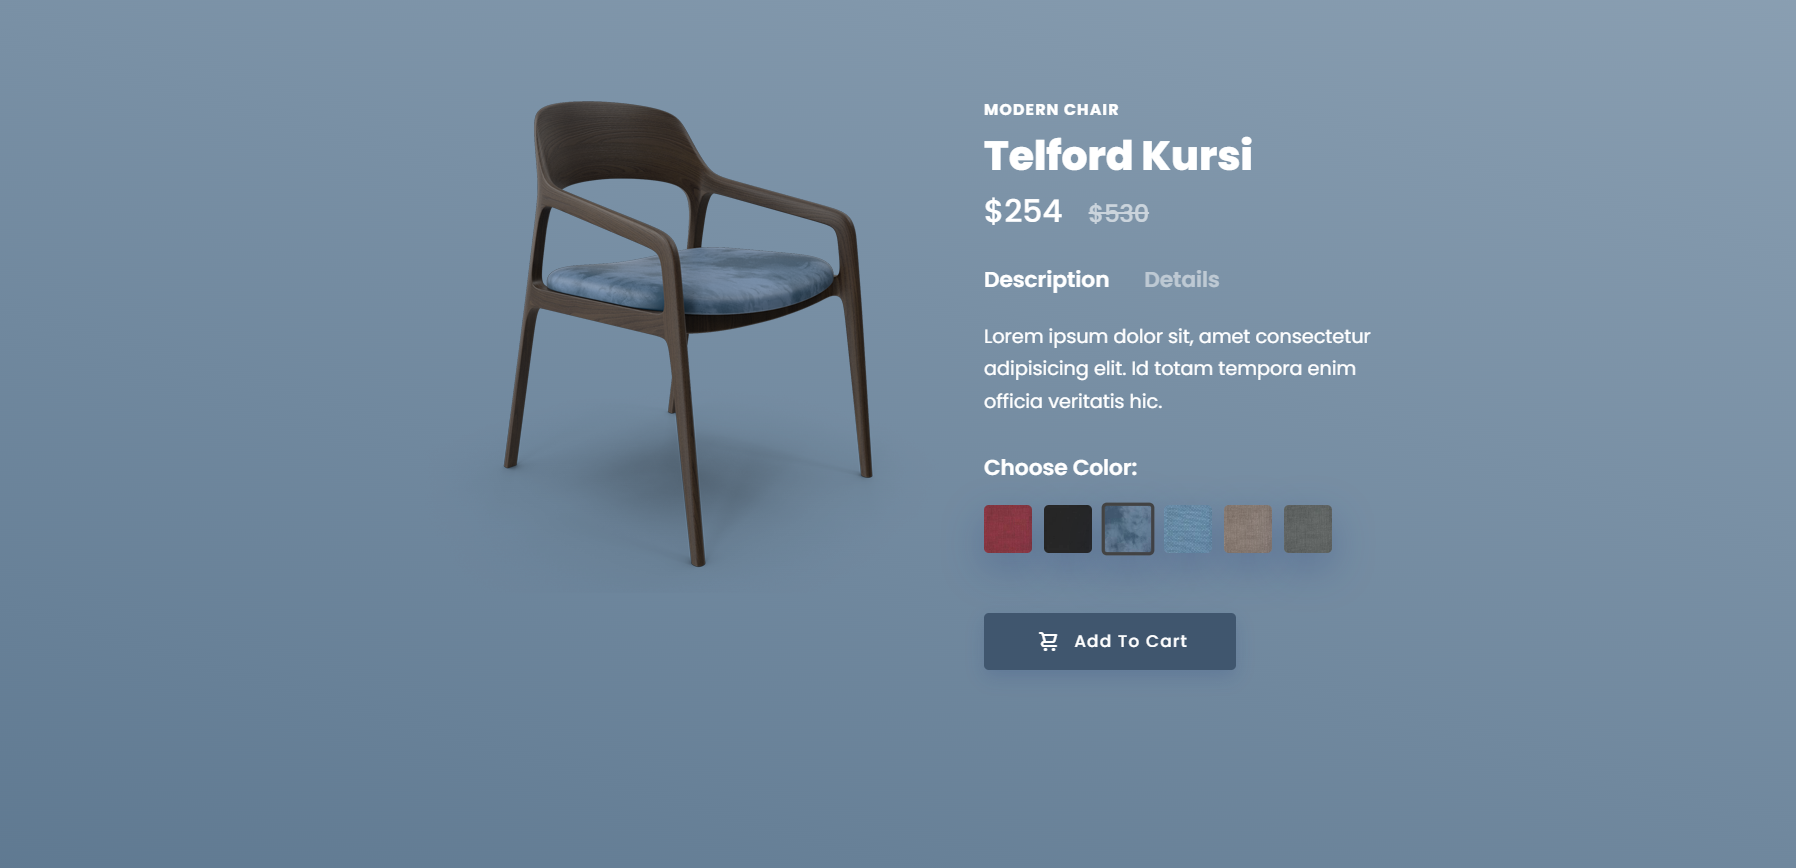 MODERN CHAIR
Telford Kursi
$254 $530
Description Details
Lorem ipsum dolor sit, amet consectetur
adipisicing elit. Id totam tempora enim
officia veritatis hic.
Choose Color:
Add To Cart